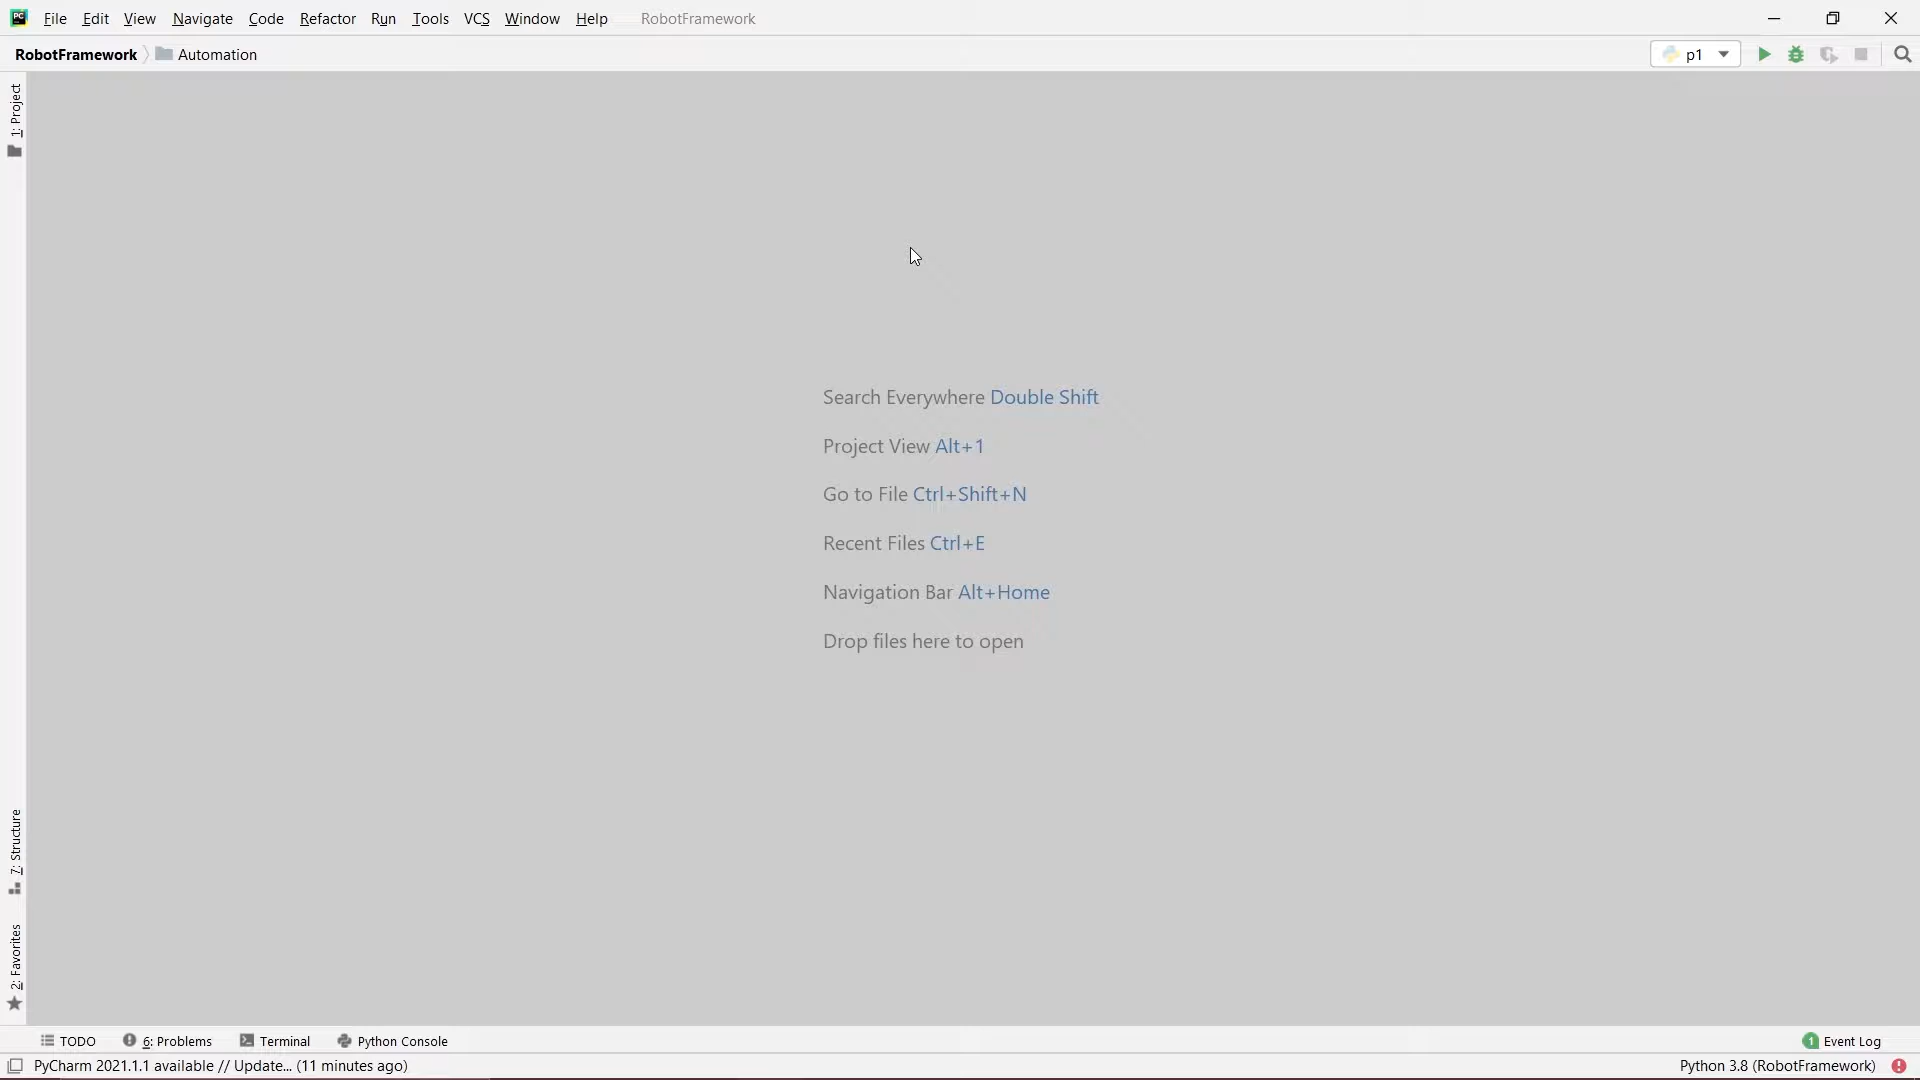 PC File Edit View Navigate Code Refactor Run Tools VCS Window Help RobotFramework
RobotFramework Automation p1
1: Project
Search Everywhere Double Shift
Project View Alt+1
Go to File Ctrl+Shift+N
Recent Files Ctrl+E
Navigation Bar Alt+Home
Drop files here to open
7: Structure
2: Favorites
TODO 6: Problems Terminal Python Console 1 Event Log
PyCharm 2021.1.1 available // Update... (11 minutes ago) Python 3.8 (RobotFramework)